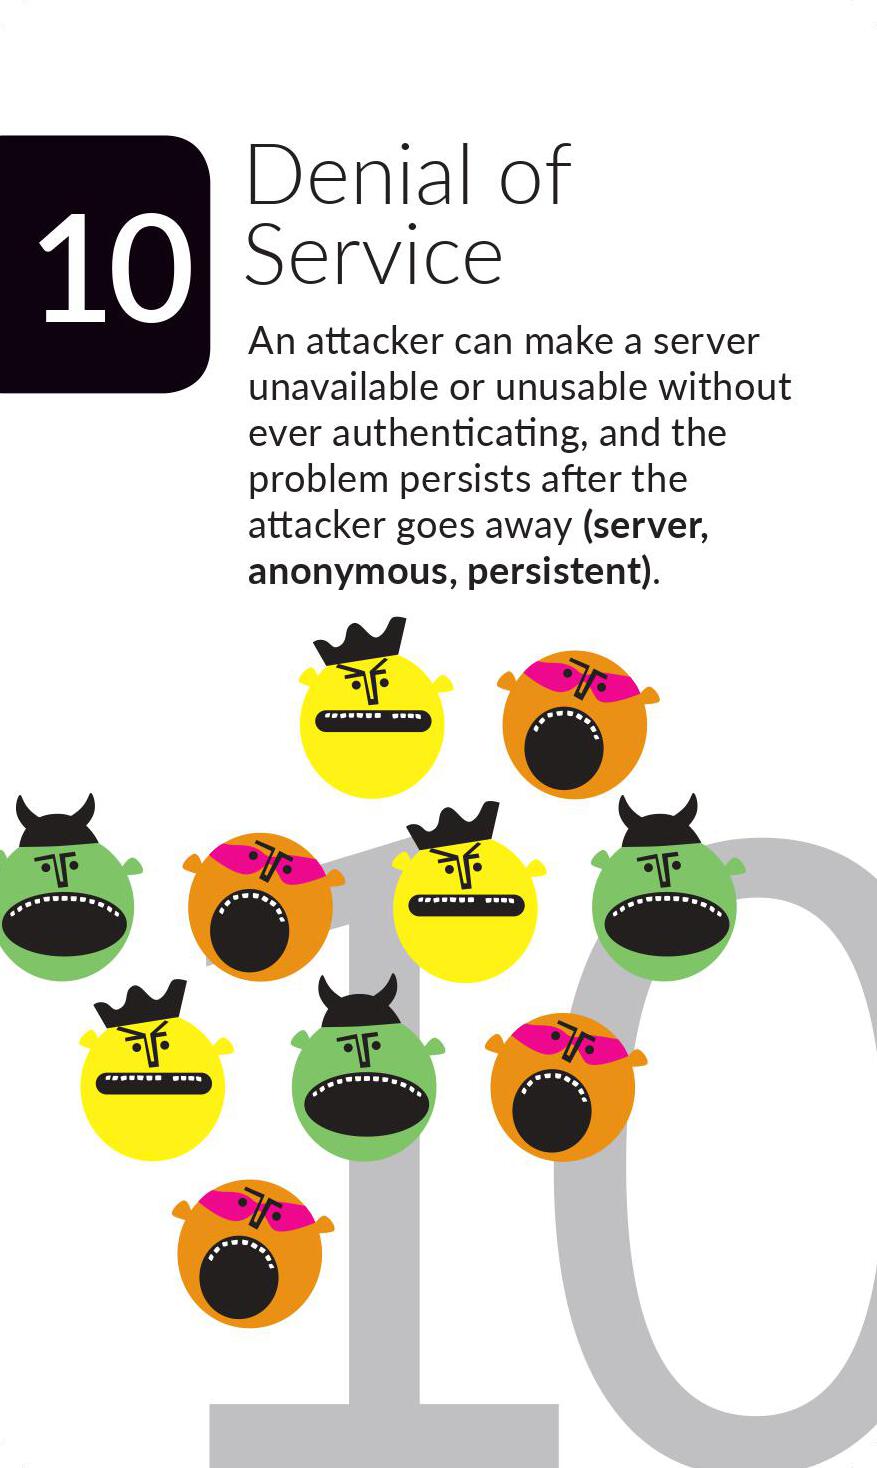 10
Denial of
Service
An attacker can make a server
unavailable or unusable without
ever authenticating, and the
problem persists after the
attacker goes away (server,
anonymous, persistent).
10